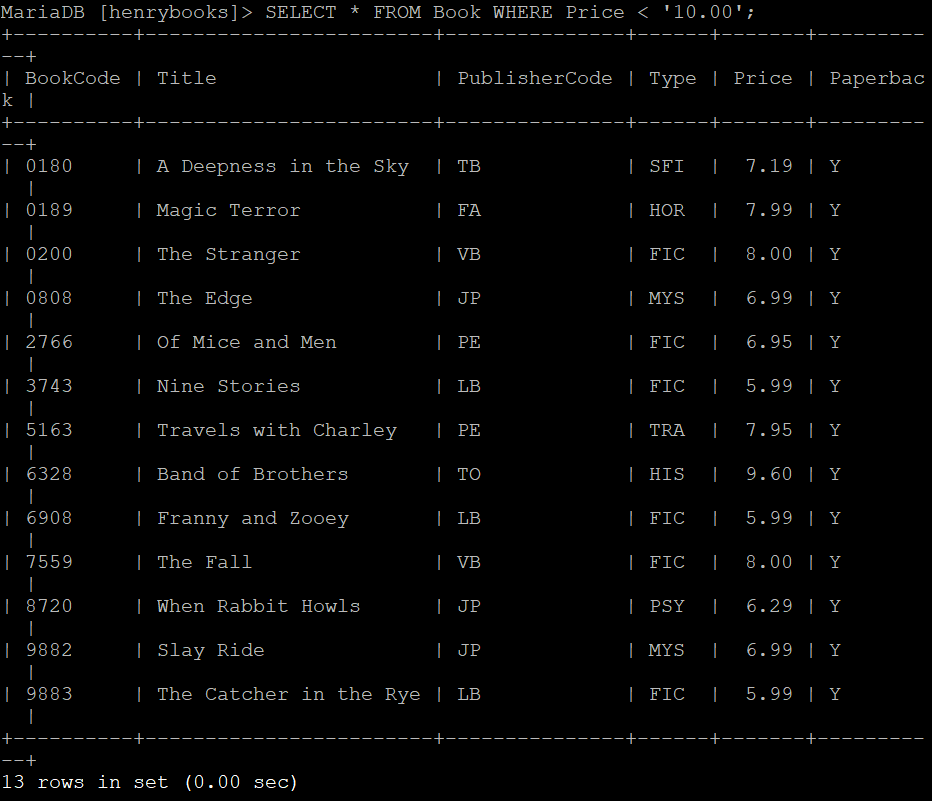 MariaDB [henrybooks]> SELECT * FROM Book WHERE Price < '10.00';
+----------+------------------------+---------------+------+-------+---------
--+
| BookCode | Title                  | PublisherCode | Type | Price | Paperbac
k |
+----------+------------------------+---------------+------+-------+---------
--+
| 0180     | A Deepness in the Sky  | TB            | SFI  |  7.19 | Y
  |
| 0189     | Magic Terror           | FA            | HOR  |  7.99 | Y
  |
| 0200     | The Stranger           | VB            | FIC  |  8.00 | Y
  |
| 0808     | The Edge               | JP            | MYS  |  6.99 | Y
  |
| 2766     | Of Mice and Men        | PE            | FIC  |  6.95 | Y
  |
| 3743     | Nine Stories           | LB            | FIC  |  5.99 | Y
  |
| 5163     | Travels with Charley   | PE            | TRA  |  7.95 | Y
  |
| 6328     | Band of Brothers       | TO            | HIS  |  9.60 | Y
  |
| 6908     | Franny and Zooey       | LB            | FIC  |  5.99 | Y
  |
| 7559     | The Fall               | VB            | FIC  |  8.00 | Y
  |
| 8720     | When Rabbit Howls      | JP            | PSY  |  6.29 | Y
  |
| 9882     | Slay Ride              | JP            | MYS  |  6.99 | Y
  |
| 9883     | The Catcher in the Rye | LB            | FIC  |  5.99 | Y
  |
+----------+------------------------+---------------+------+-------+---------
--+
13 rows in set (0.00 sec)